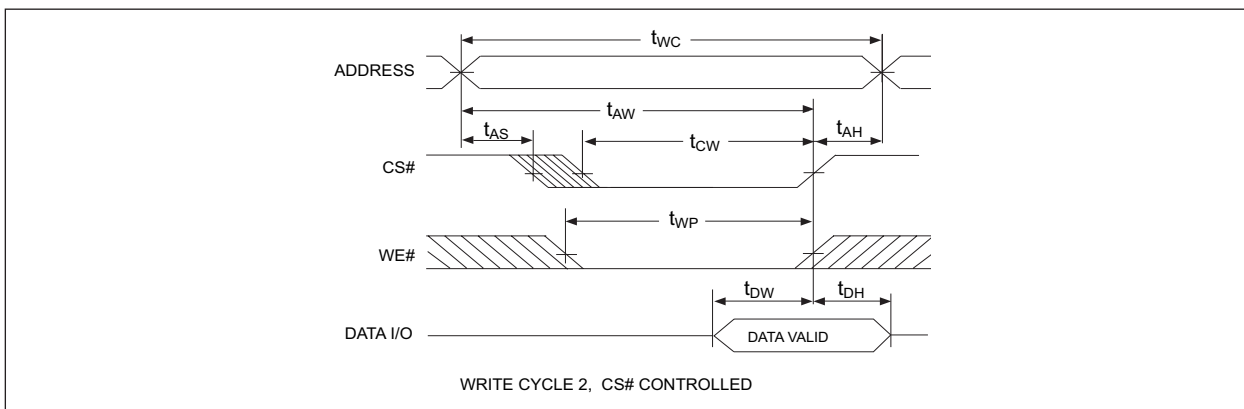 tWC
ADDRESS
tAW
tAS
tCW
tAH
CS#
tWP
WE#
tDW
tDH
DATA I/O
DATA VALID
WRITE CYCLE 2, CS# CONTROLLED